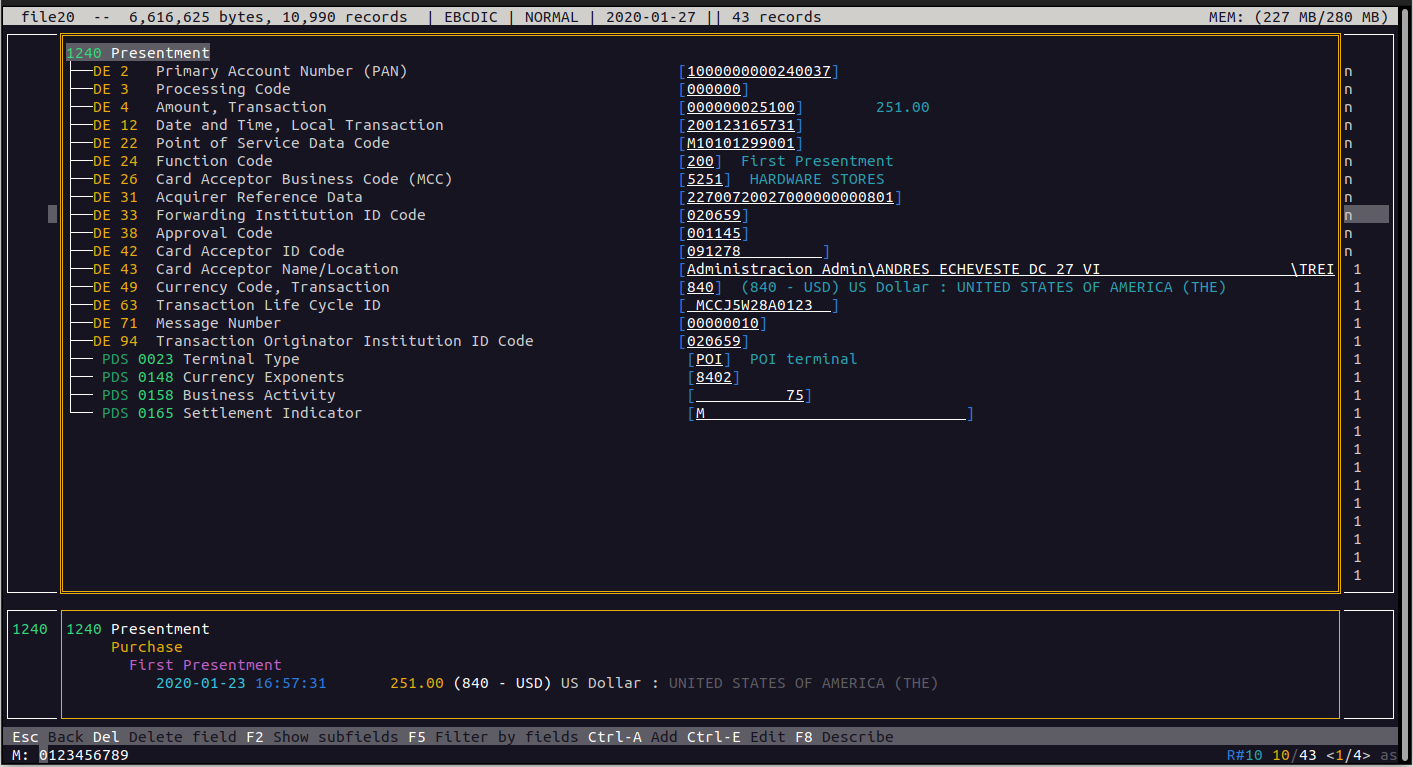 file20  --  6,616,625 bytes, 10,990 records  | EBCDIC | NORMAL | 2020-01-27 || 43 records  MEM: (227 MB/280 MB)
1240 Presentment
DE 2   Primary Account Number (PAN)  [1000000000240037]  n
DE 3   Processing Code  [000000]  n
DE 4   Amount, Transaction  [000000025100]  251.00  n
DE 12  Date and Time, Local Transaction  [200123165731]  n
DE 22  Point of Service Data Code  [M10101299001]  n
DE 24  Function Code  [200]  First Presentment  n
DE 26  Card Acceptor Business Code (MCC)  [5251]  HARDWARE STORES  n
DE 31  Acquirer Reference Data  [22700720027000000000801]  n
DE 33  Forwarding Institution ID Code  [020659]  n
DE 38  Approval Code  [001145]  n
DE 42  Card Acceptor ID Code  [091278         ]  n
DE 43  Card Acceptor Name/Location  [Administracion Admin\ANDRES ECHEVESTE DC 27 VI                     \TREI  1
DE 49  Currency Code, Transaction  [840]  (840 - USD) US Dollar : UNITED STATES OF AMERICA (THE)  1
DE 63  Transaction Life Cycle ID  [ MCCJ5W28A0123  ]  1
DE 71  Message Number  [00000010]  1
DE 94  Transaction Originator Institution ID Code  [020659]  1
PDS 0023 Terminal Type  [POI]  POI terminal  1
PDS 0148 Currency Exponents  [8402]  1
PDS 0158 Business Activity  [          75]  1
PDS 0165 Settlement Indicator  [M                             ]  1
1
1
1
1
1
1
1
1
1
1240  1240 Presentment
Purchase
First Presentment
2020-01-23 16:57:31  251.00 (840 - USD) US Dollar : UNITED STATES OF AMERICA (THE)
Esc Back Del Delete field F2 Show subfields F5 Filter by fields Ctrl-A Add Ctrl-E Edit F8 Describe
M: 0123456789  R#10 10/43 <1/4> as